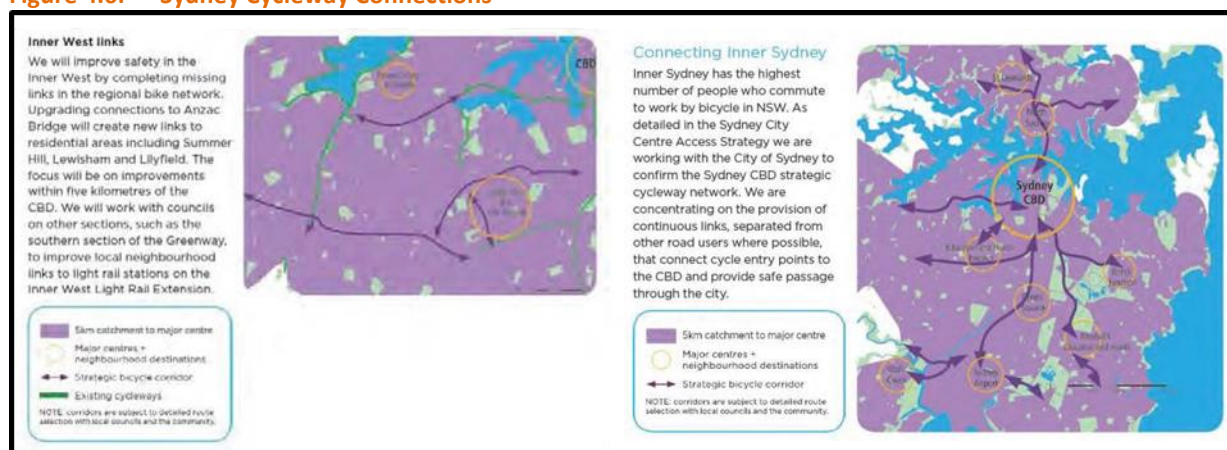 Sydney Cycleway Connections
Inner West links
We will improve safety in the
Inner West by completing missing
links in the regional bike network.
Upgrading connections to Anzac
Bridge will create new links to
residential areas including Summer
Hill, Lewisham and Lilyfield. The
focus will be on improvements
within five kilometres of the
CBD. We will work with councils
on other sections, such as the
southern section of the Greenway,
to improve local neighbourhood
links to light rail stations on the
Inner West Light Rail Extension.
5km catchment to major centre
Major centres +
neighbourhood destinations
Strategic bicycle corridor
Existing cycleways
NOTE: corridors are subject to detailed route
selection with local councils and the community.
CBD
Connecting Inner Sydney
Inner Sydney has the highest
number of people who commute
to work by bicycle in NSW. As
detailed in the Sydney City
Centre Access Strategy we are
working with the City of Sydney to
confirm the Sydney CBD strategic
cycleway network. We are
concentrating on the provision of
continuous links, separated from
other road users where possible,
that connect cycle entry points to
the CBD and provide safe passage
through the city.
5km catchment to major centre
Major centres +
neighbourhood destinations
Strategic bicycle corridor
NOTE: corridors are subject to detailed route
selection with local councils and the community.
Sydney
CBD
Bondi
Junction
Green
Square
Sydney
Airport